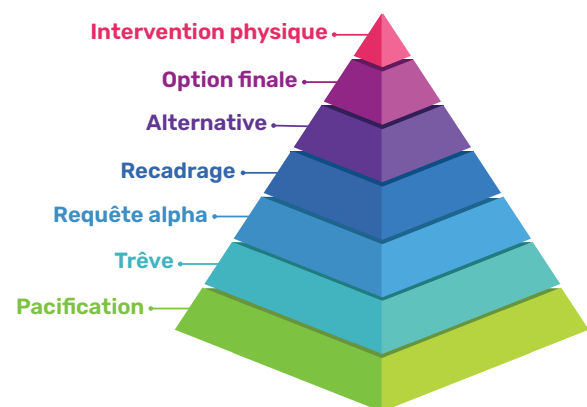 Intervention physique
Option finale
Alternative
Recadrage
Requête alpha
Trêve
Pacification